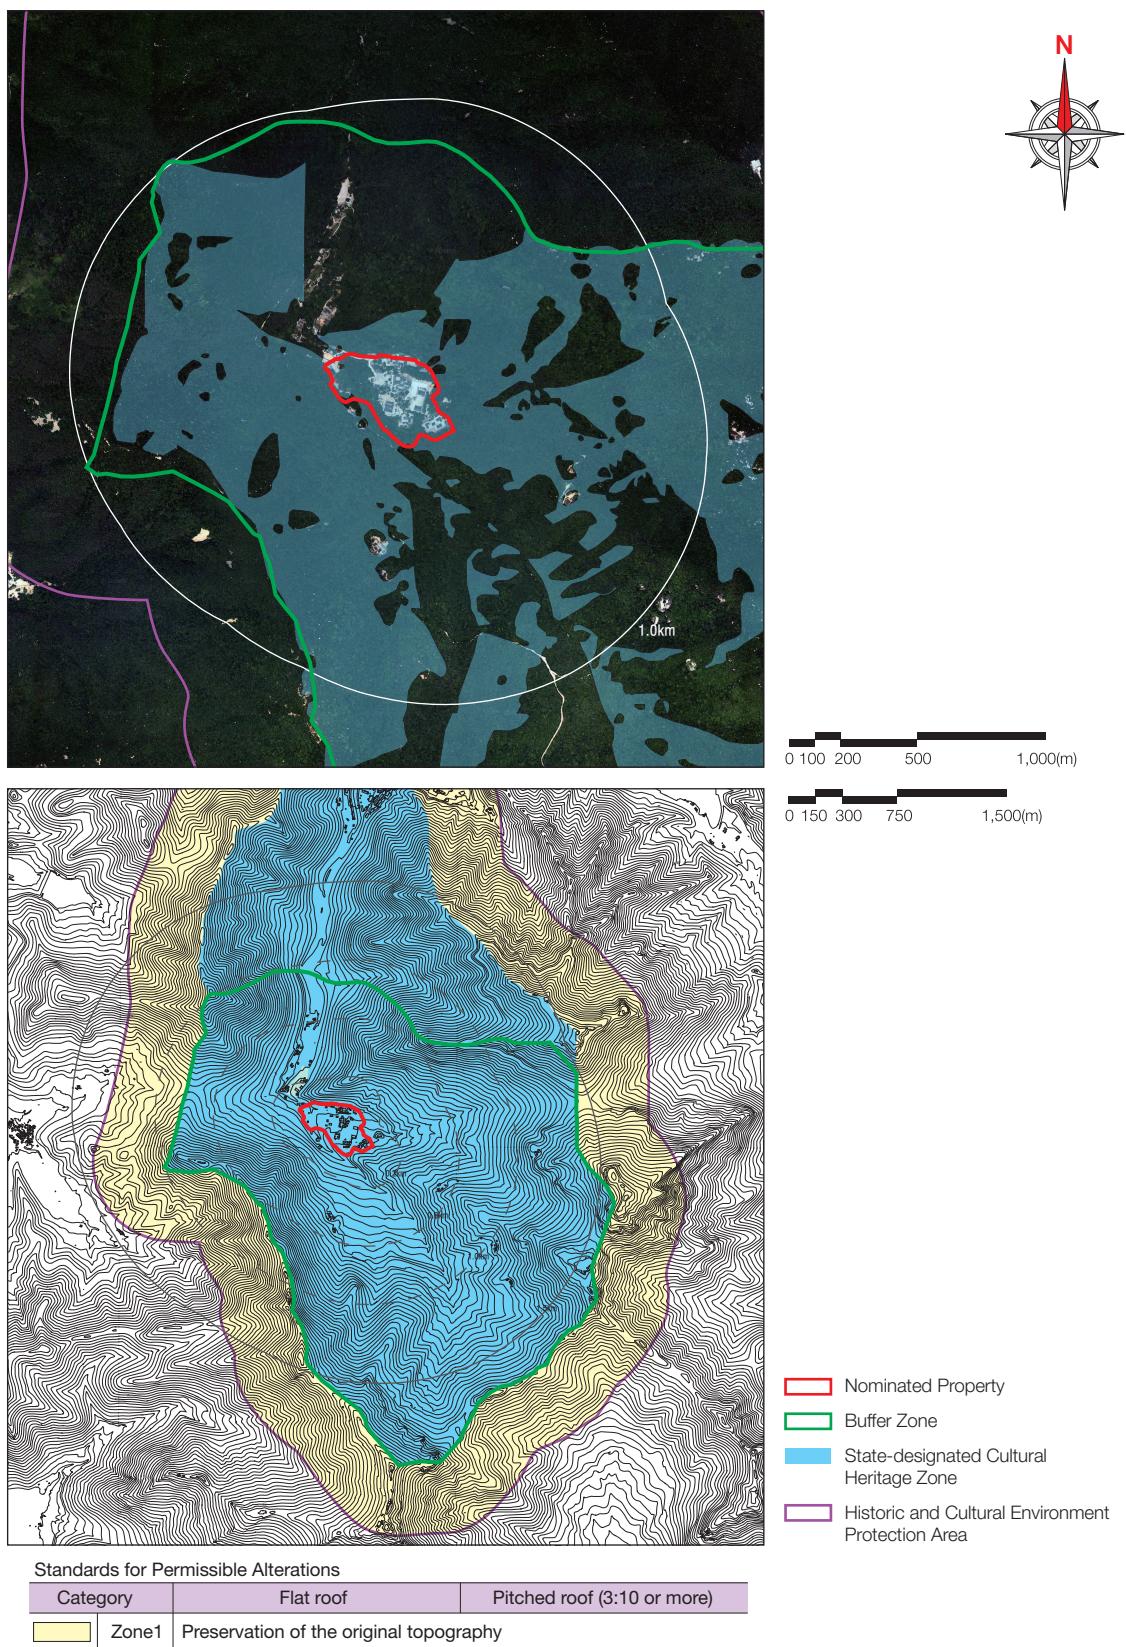 N
1.0km
0 100 200 500 1,000(m)
0 150 300 750 1,500(m)
1.0km
Nominated Property
Buffer Zone
State-designated Cultural
Heritage Zone
Historic and Cultural Environment
Protection Area
Standards for Permissible Alterations
Category Flat roof Pitched roof (3:10 or more)
Zone1 Preservation of the original topography